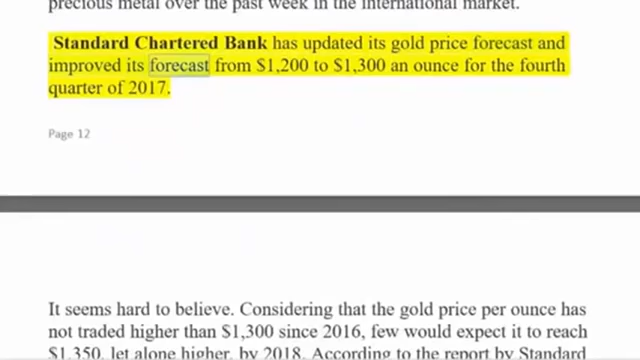 precious metal over the past week in the international market.
Standard Chartered Bank has updated its gold price forecast and
improved its forecast from $1,200 to $1,300 an ounce for the fourth
quarter of 2017.
Page 12
It seems hard to believe. Considering that the gold price per ounce has
not traded higher than $1,300 since 2016, few would expect it to reach
$1,350, let alone higher, by 2018. According to the report by Standard